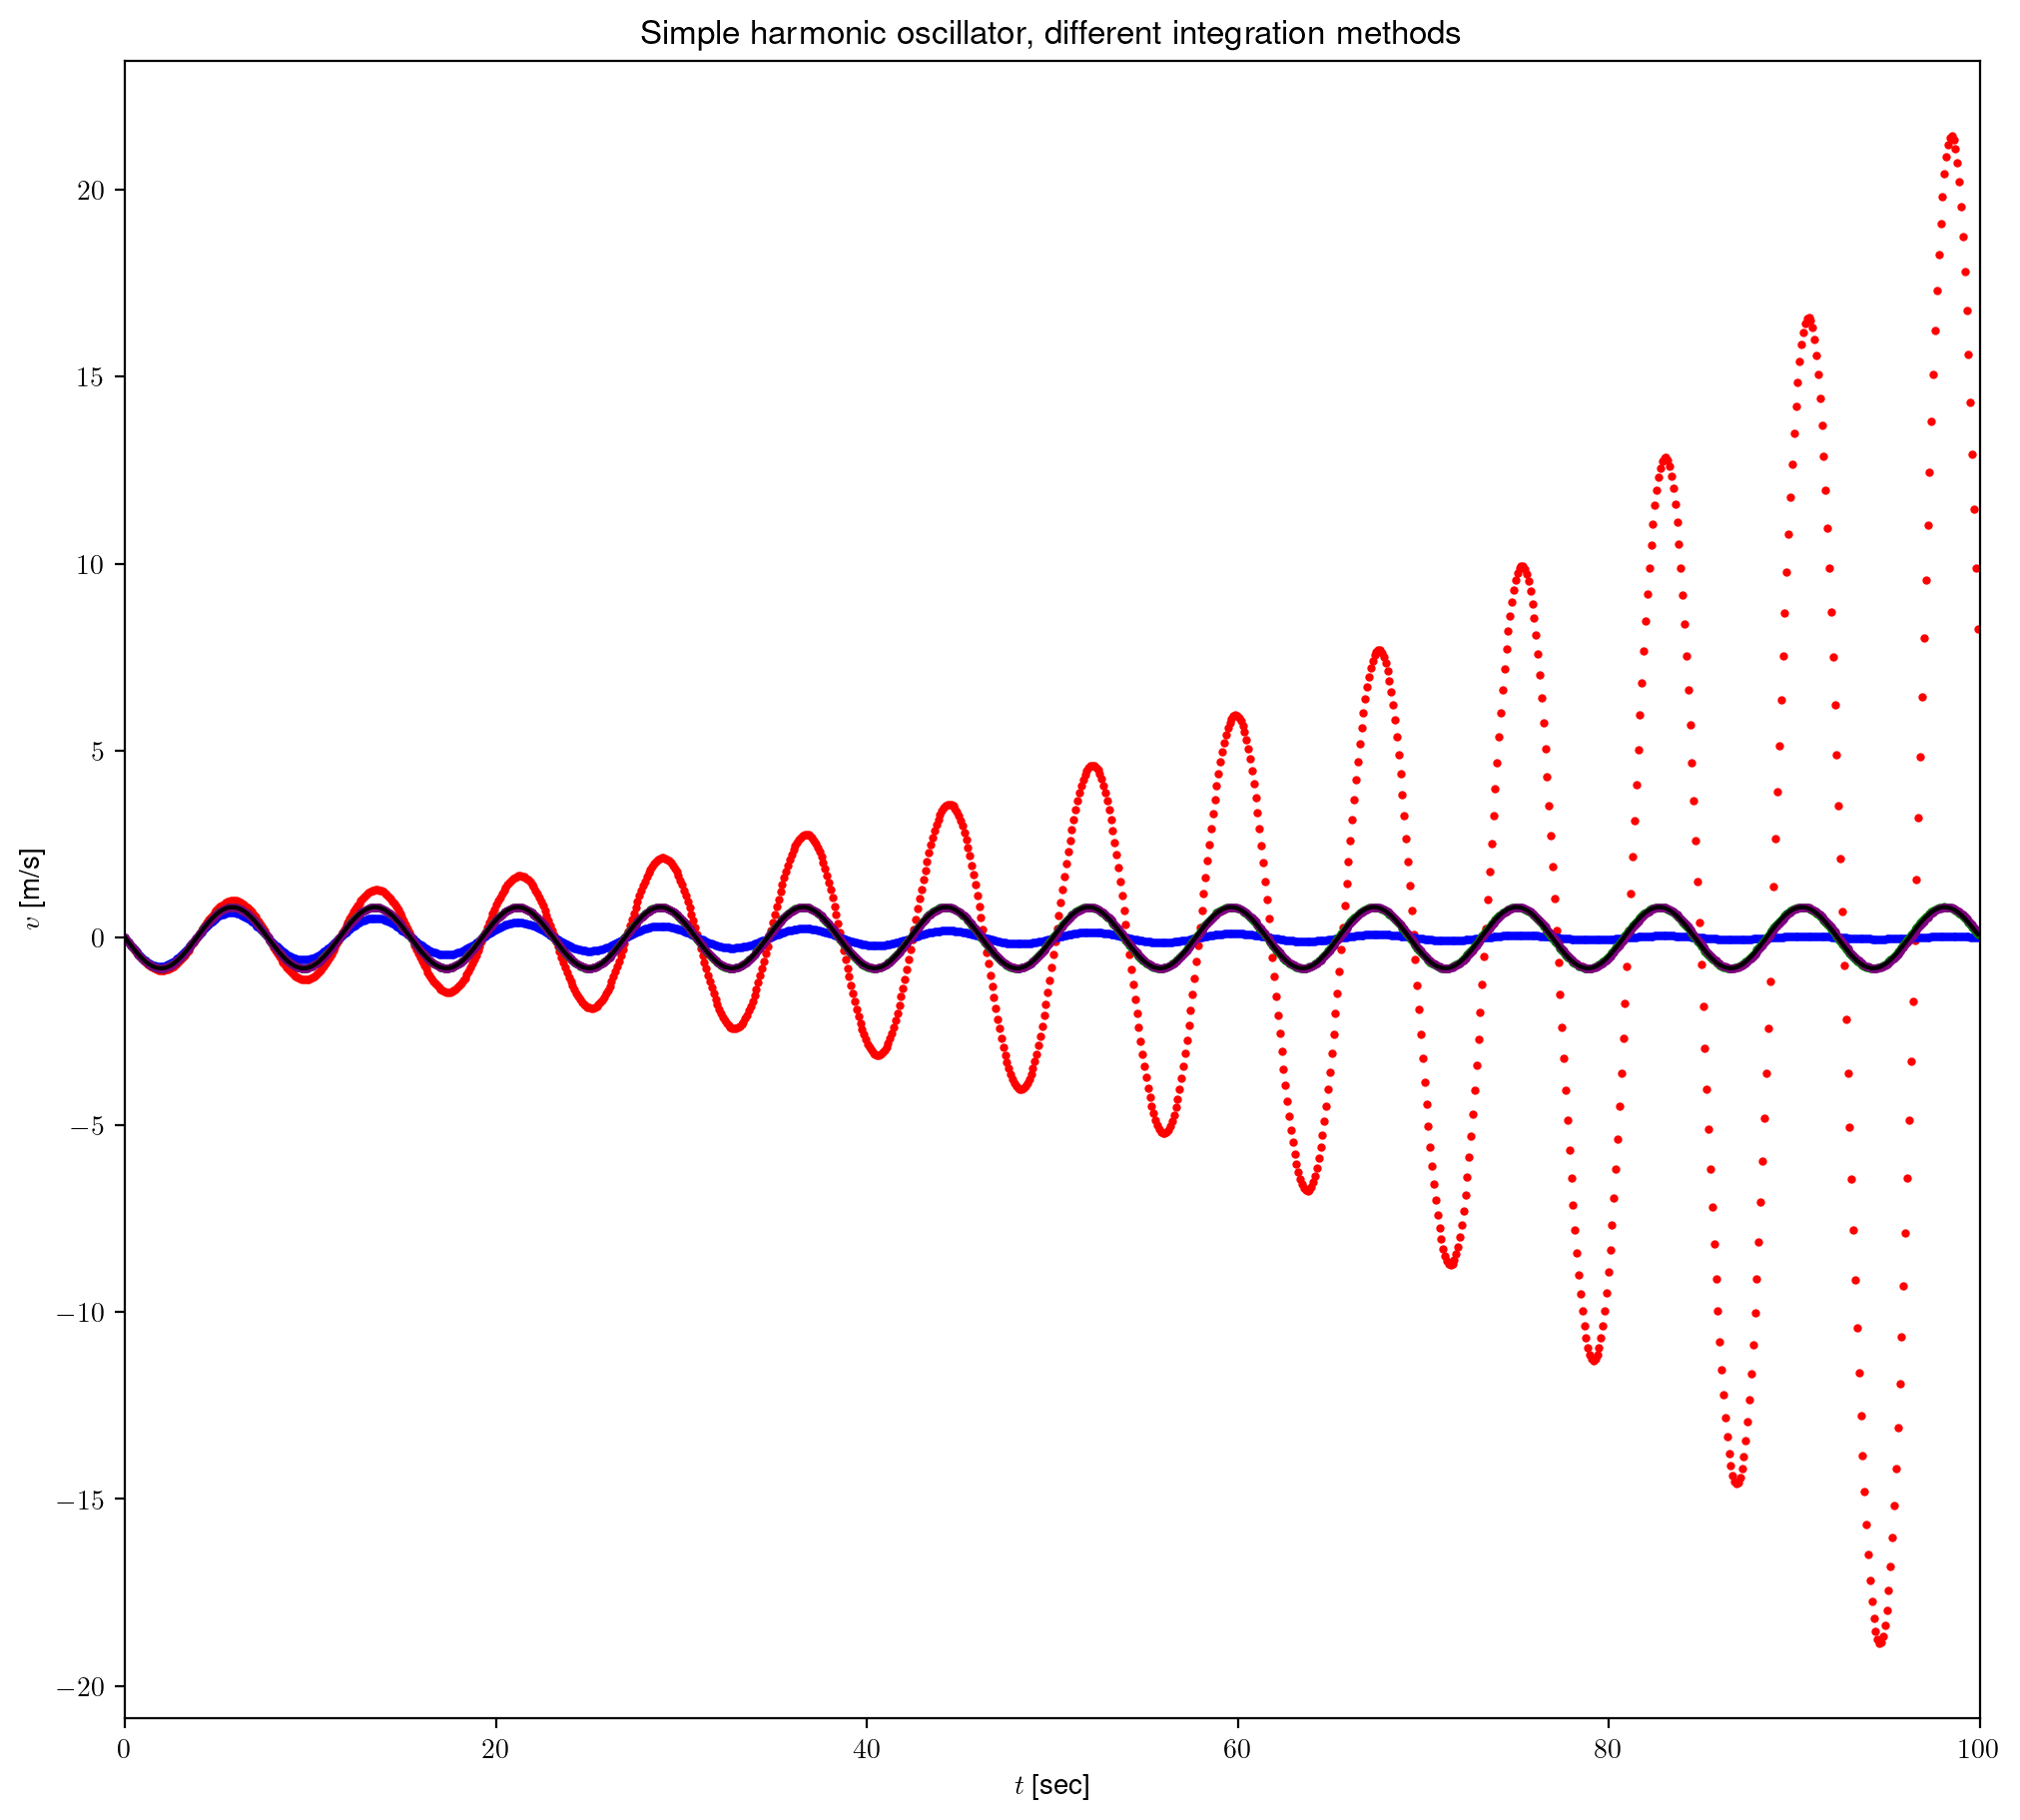 Simple harmonic oscillator, different integration methods
20
15
10
5
0
−5
−10
−15
−20
v [m/s]
0 20 40 60 80 100
t [sec]